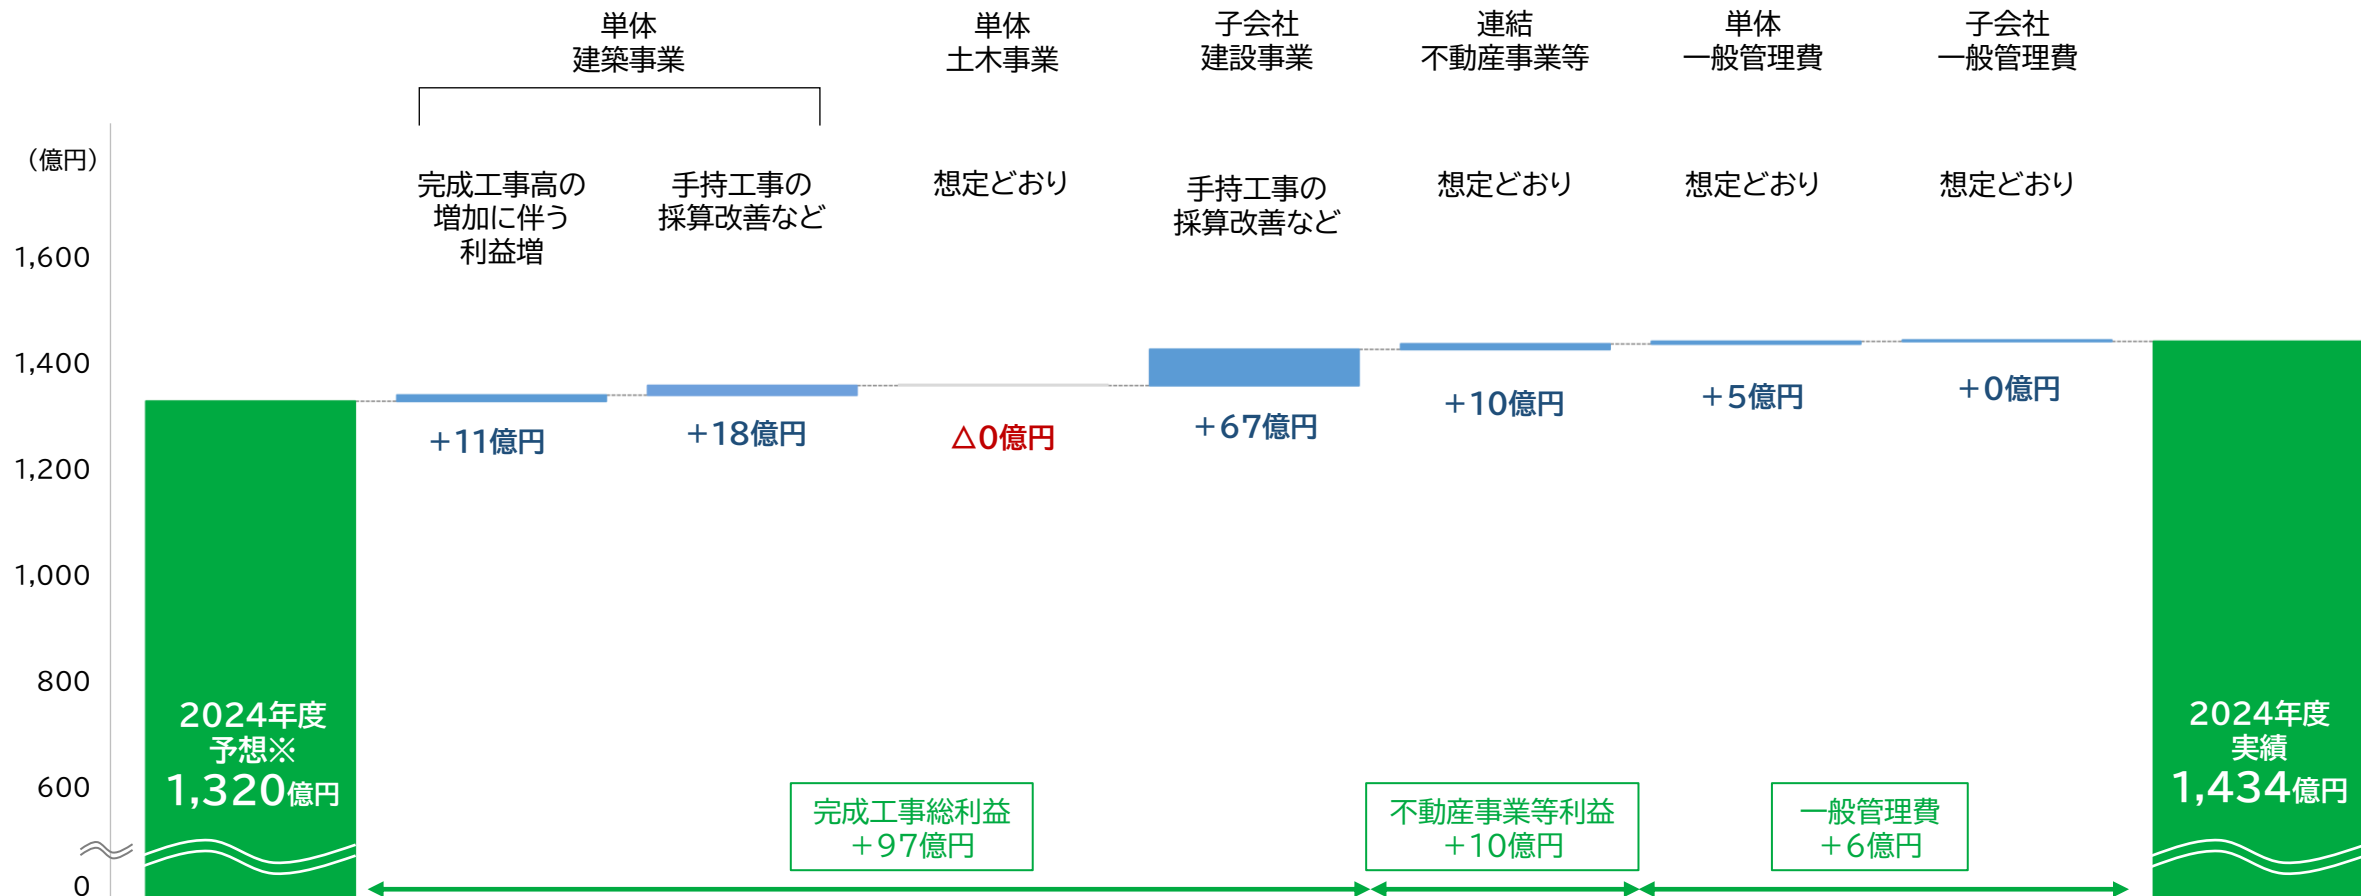 単体
建築事業
単体
土木事業
子会社
建設事業
連結
不動産事業等
単体
一般管理費
子会社
一般管理費
（億円）
完成工事高の
増加に伴う
利益増
手持工事の
採算改善など
想定どおり
手持工事の
採算改善など
想定どおり
想定どおり
想定どおり
1,600
1,400
1,200
1,000
800
600
0
+11億円
+18億円
△0億円
+67億円
+10億円
+5億円
+0億円
2024年度
予想※
1,320億円
完成工事総利益
+97億円
不動産事業等利益
+10億円
一般管理費
+6億円
2024年度
実績
1,434億円